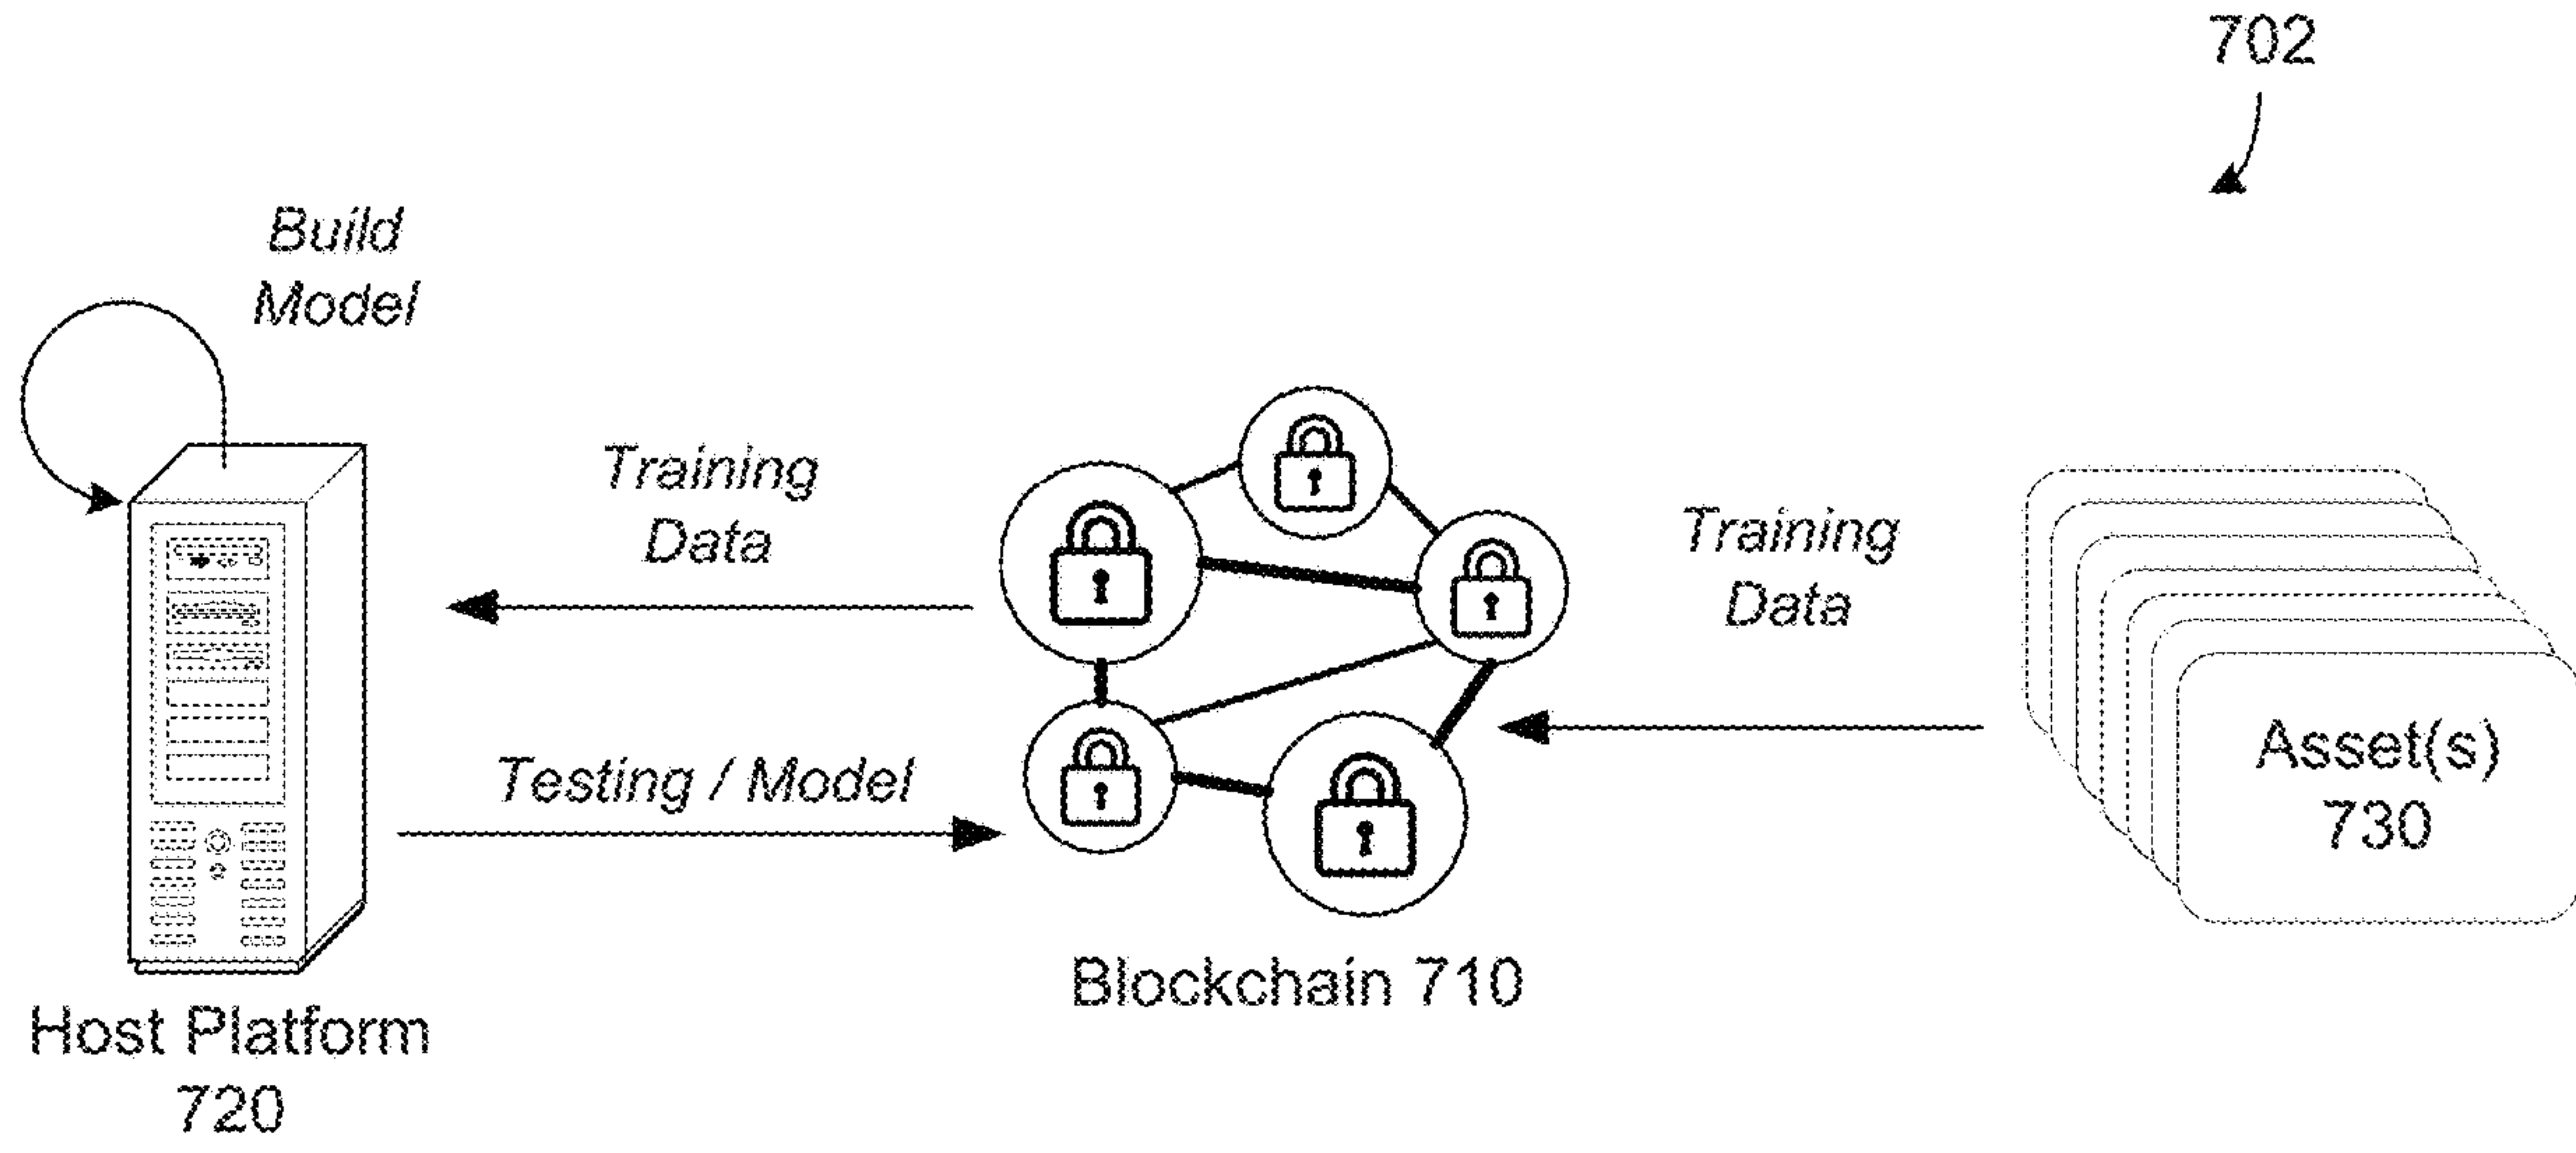 702
Build
Model
Training
Data
Training
Data
Testing / Model
Asset(s)
730
Blockchain 710
Host Platform
720